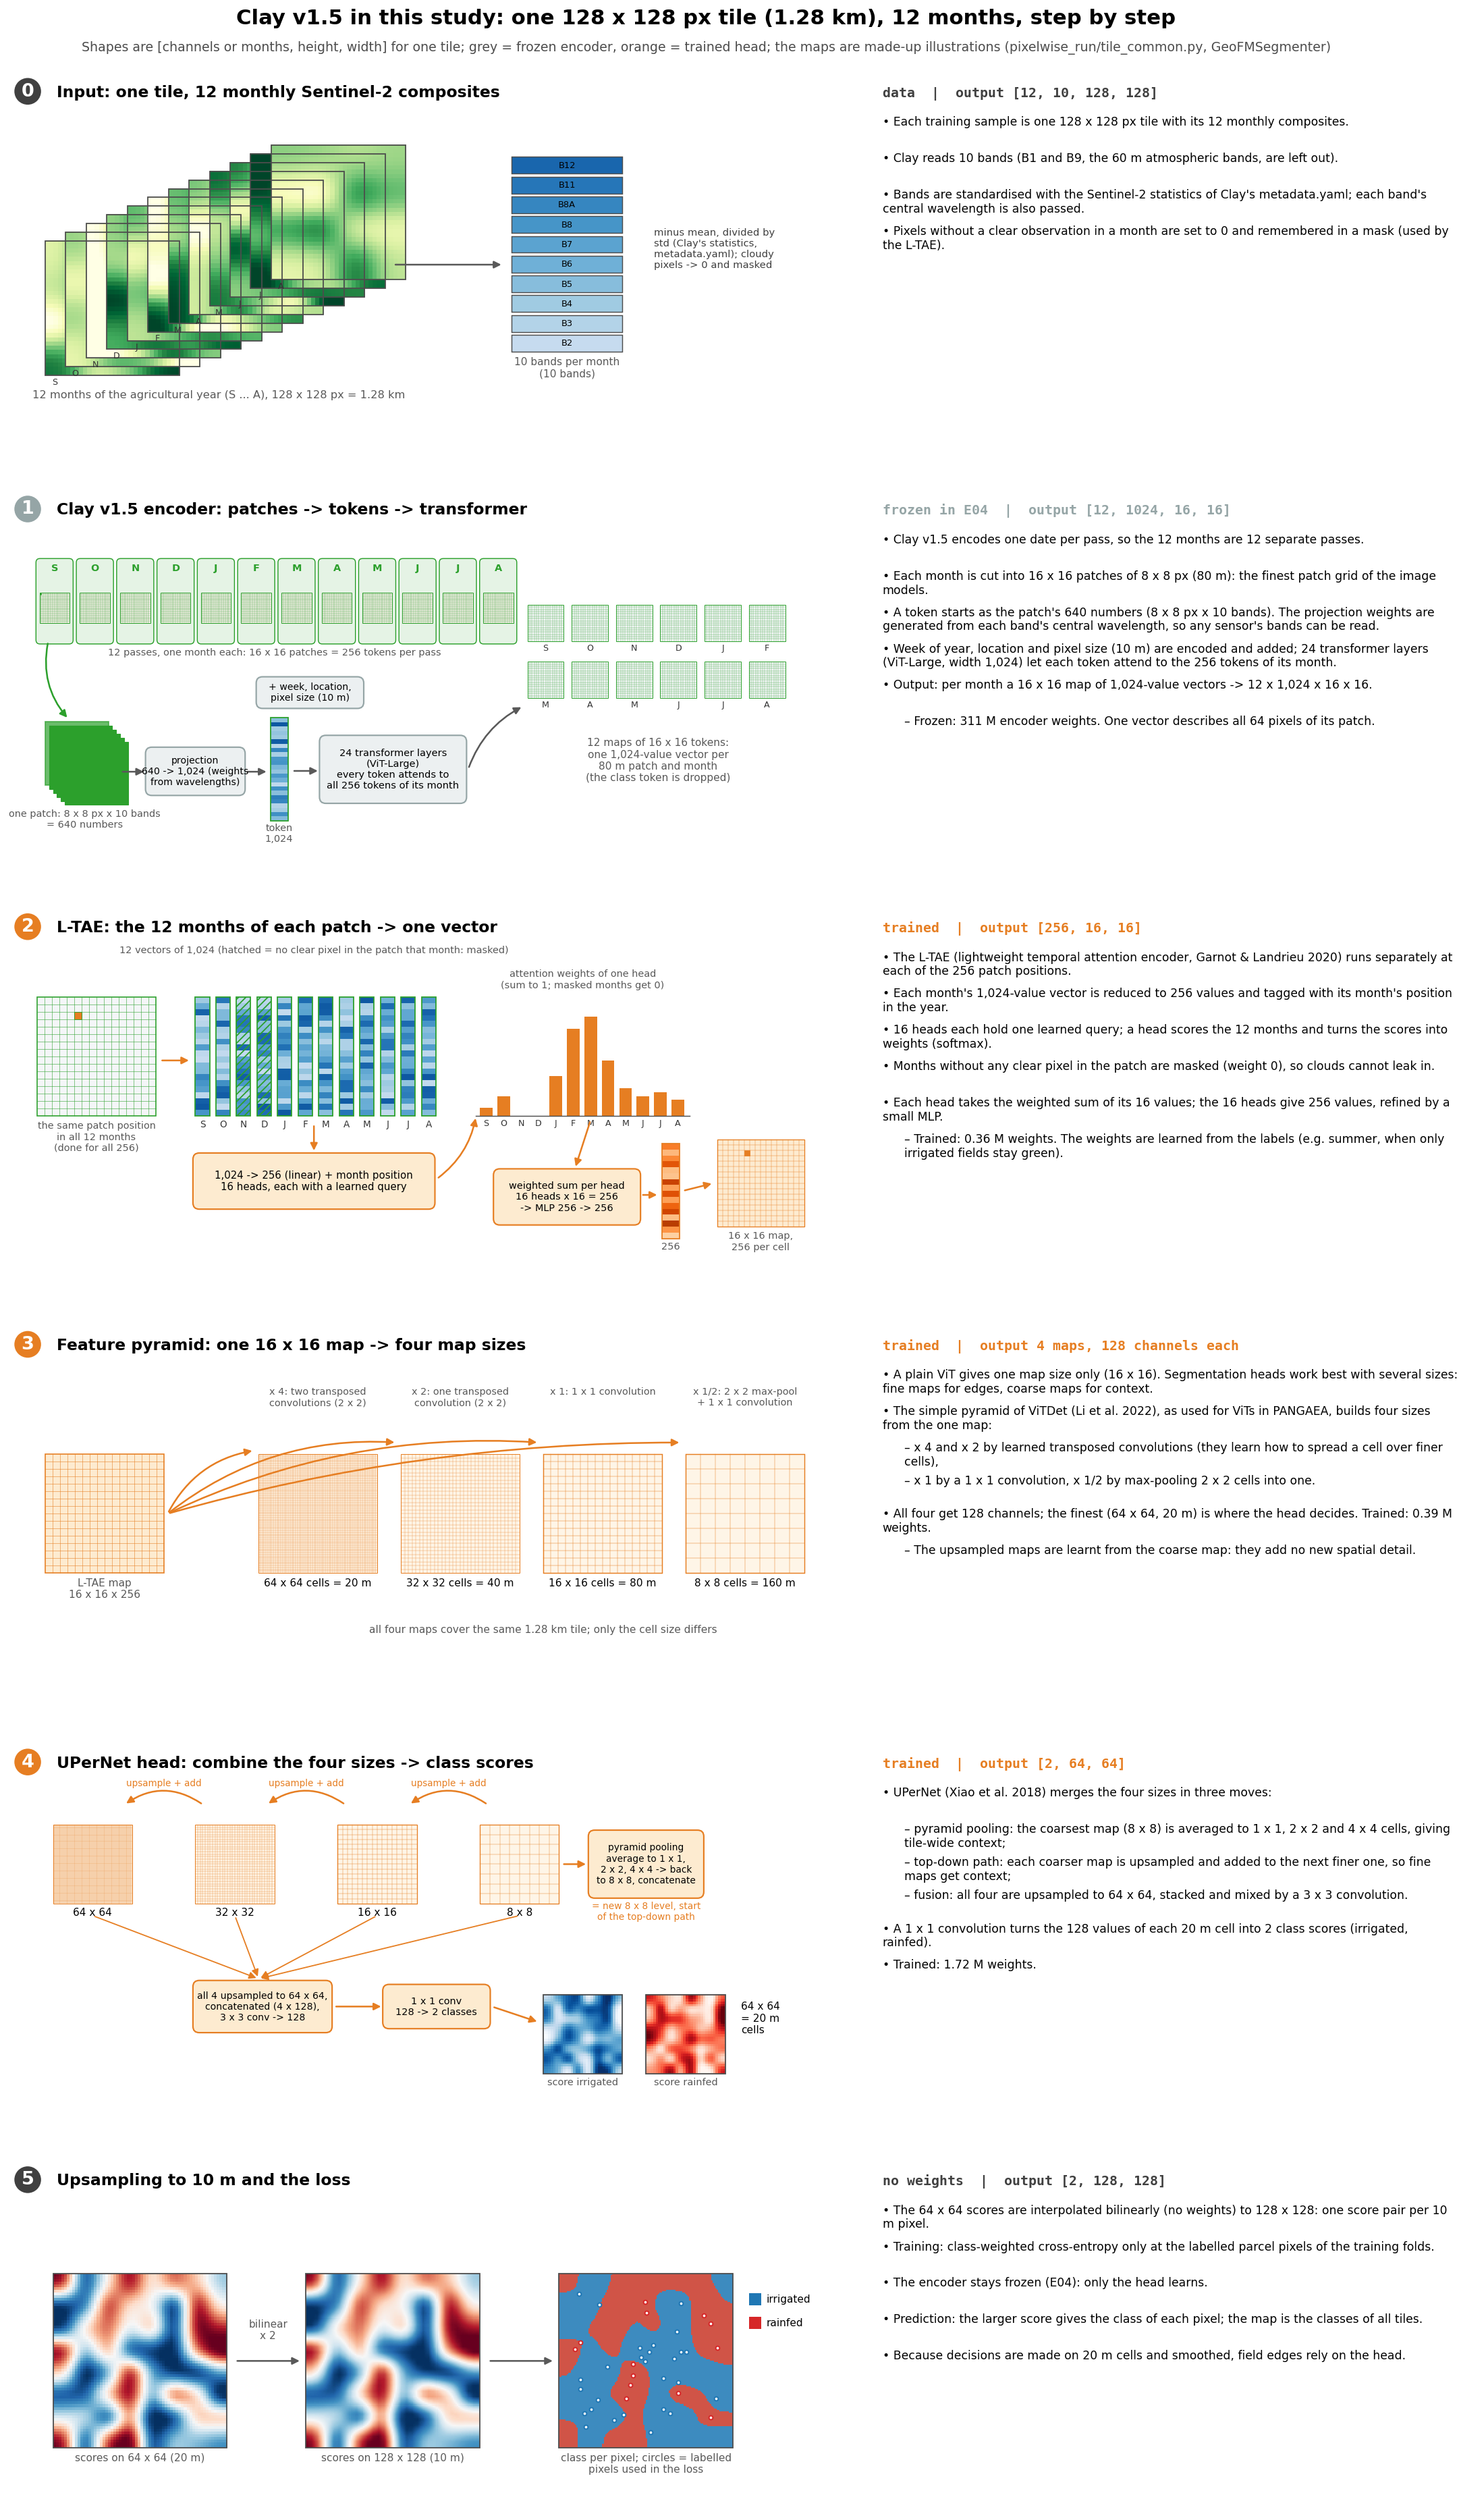 Clay v1.5 in this study: one 128 x 128 px tile (1.28 km), 12 months, step by step
Shapes are [channels or months, height, width] for one tile; grey = frozen encoder, orange = trained head; the maps are made-up illustrations (pixelwise_run/tile_common.py, GeoFMSegmenter)
0
Input: one tile, 12 monthly Sentinel-2 composites
S
O
N
D
J
F
M
A
M
J
J
A
12 months of the agricultural year (S ... A), 128 x 128 px = 1.28 km
B12
B11
B8A
B8
B7
B6
B5
B4
B3
B2
10 bands per month
(10 bands)
minus mean, divided by
std (Clay's statistics,
metadata.yaml); cloudy
pixels -> 0 and masked
data | output [12, 10, 128, 128]
• Each training sample is one 128 x 128 px tile with its 12 monthly composites.
• Clay reads 10 bands (B1 and B9, the 60 m atmospheric bands, are left out).
• Bands are standardised with the Sentinel-2 statistics of Clay's metadata.yaml; each band's
central wavelength is also passed.
• Pixels without a clear observation in a month are set to 0 and remembered in a mask (used by
the L-TAE).
1
Clay v1.5 encoder: patches -> tokens -> transformer
S O N D J F M A M J J A
12 passes, one month each: 16 x 16 patches = 256 tokens per pass
S O N D J F
M A M J J A
+ week, location,
pixel size (10 m)
projection
640 -> 1,024 (weights
from wavelengths)
24 transformer layers
(ViT-Large)
every token attends to
all 256 tokens of its month
one patch: 8 x 8 px x 10 bands
= 640 numbers
token
1,024
12 maps of 16 x 16 tokens:
one 1,024-value vector per
80 m patch and month
(the class token is dropped)
frozen in E04 | output [12, 1024, 16, 16]
• Clay v1.5 encodes one date per pass, so the 12 months are 12 separate passes.
• Each month is cut into 16 x 16 patches of 8 x 8 px (80 m): the finest patch grid of the image
models.
• A token starts as the patch's 640 numbers (8 x 8 px x 10 bands). The projection weights are
generated from each band's central wavelength, so any sensor's bands can be read.
• Week of year, location and pixel size (10 m) are encoded and added; 24 transformer layers
(ViT-Large, width 1,024) let each token attend to the 256 tokens of its month.
• Output: per month a 16 x 16 map of 1,024-value vectors -> 12 x 1,024 x 16 x 16.
– Frozen: 311 M encoder weights. One vector describes all 64 pixels of its patch.
2
L-TAE: the 12 months of each patch -> one vector
12 vectors of 1,024 (hatched = no clear pixel in the patch that month: masked)
attention weights of one head
(sum to 1; masked months get 0)
the same patch position
in all 12 months
(done for all 256)
S O N D J F M A M J J A
S O N D J F M A M J J A
1,024 -> 256 (linear) + month position
16 heads, each with a learned query
weighted sum per head
16 heads x 16 = 256
-> MLP 256 -> 256
256
16 x 16 map,
256 per cell
trained | output [256, 16, 16]
• The L-TAE (lightweight temporal attention encoder, Garnot & Landrieu 2020) runs separately at
each of the 256 patch positions.
• Each month's 1,024-value vector is reduced to 256 values and tagged with its month's position
in the year.
• 16 heads each hold one learned query; a head scores the 12 months and turns the scores into
weights (softmax).
• Months without any clear pixel in the patch are masked (weight 0), so clouds cannot leak in.
• Each head takes the weighted sum of its 16 values; the 16 heads give 256 values, refined by a
small MLP.
– Trained: 0.36 M weights. The weights are learned from the labels (e.g. summer, when only
irrigated fields stay green).
3
Feature pyramid: one 16 x 16 map -> four map sizes
x 4: two transposed
convolutions (2 x 2)
x 2: one transposed
convolution (2 x 2)
x 1: 1 x 1 convolution
x 1/2: 2 x 2 max-pool
+ 1 x 1 convolution
L-TAE map
16 x 16 x 256
64 x 64 cells = 20 m
32 x 32 cells = 40 m
16 x 16 cells = 80 m
8 x 8 cells = 160 m
all four maps cover the same 1.28 km tile; only the cell size differs
trained | output 4 maps, 128 channels each
• A plain ViT gives one map size only (16 x 16). Segmentation heads work best with several sizes:
fine maps for edges, coarse maps for context.
• The simple pyramid of ViTDet (Li et al. 2022), as used for ViTs in PANGAEA, builds four sizes
from the one map:
– x 4 and x 2 by learned transposed convolutions (they learn how to spread a cell over finer
cells),
– x 1 by a 1 x 1 convolution, x 1/2 by max-pooling 2 x 2 cells into one.
• All four get 128 channels; the finest (64 x 64, 20 m) is where the head decides. Trained: 0.39 M
weights.
– The upsampled maps are learnt from the coarse map: they add no new spatial detail.
4
UPerNet head: combine the four sizes -> class scores
upsample + add
upsample + add
upsample + add
64 x 64
32 x 32
16 x 16
8 x 8
pyramid pooling
average to 1 x 1,
2 x 2, 4 x 4 -> back
to 8 x 8, concatenate
= new 8 x 8 level, start
of the top-down path
all 4 upsampled to 64 x 64,
concatenated (4 x 128),
3 x 3 conv -> 128
1 x 1 conv
128 -> 2 classes
score irrigated
score rainfed
64 x 64
= 20 m
cells
trained | output [2, 64, 64]
• UPerNet (Xiao et al. 2018) merges the four sizes in three moves:
– pyramid pooling: the coarsest map (8 x 8) is averaged to 1 x 1, 2 x 2 and 4 x 4 cells, giving
tile-wide context;
– top-down path: each coarser map is upsampled and added to the next finer one, so fine
maps get context;
– fusion: all four are upsampled to 64 x 64, stacked and mixed by a 3 x 3 convolution.
• A 1 x 1 convolution turns the 128 values of each 20 m cell into 2 class scores (irrigated,
rainfed).
• Trained: 1.72 M weights.
5
Upsampling to 10 m and the loss
bilinear
x 2
scores on 64 x 64 (20 m)
scores on 128 x 128 (10 m)
class per pixel; circles = labelled
pixels used in the loss
irrigated
rainfed
no weights | output [2, 128, 128]
• The 64 x 64 scores are interpolated bilinearly (no weights) to 128 x 128: one score pair per 10
m pixel.
• Training: class-weighted cross-entropy only at the labelled parcel pixels of the training folds.
• The encoder stays frozen (E04): only the head learns.
• Prediction: the larger score gives the class of each pixel; the map is the classes of all tiles.
• Because decisions are made on 20 m cells and smoothed, field edges rely on the head.